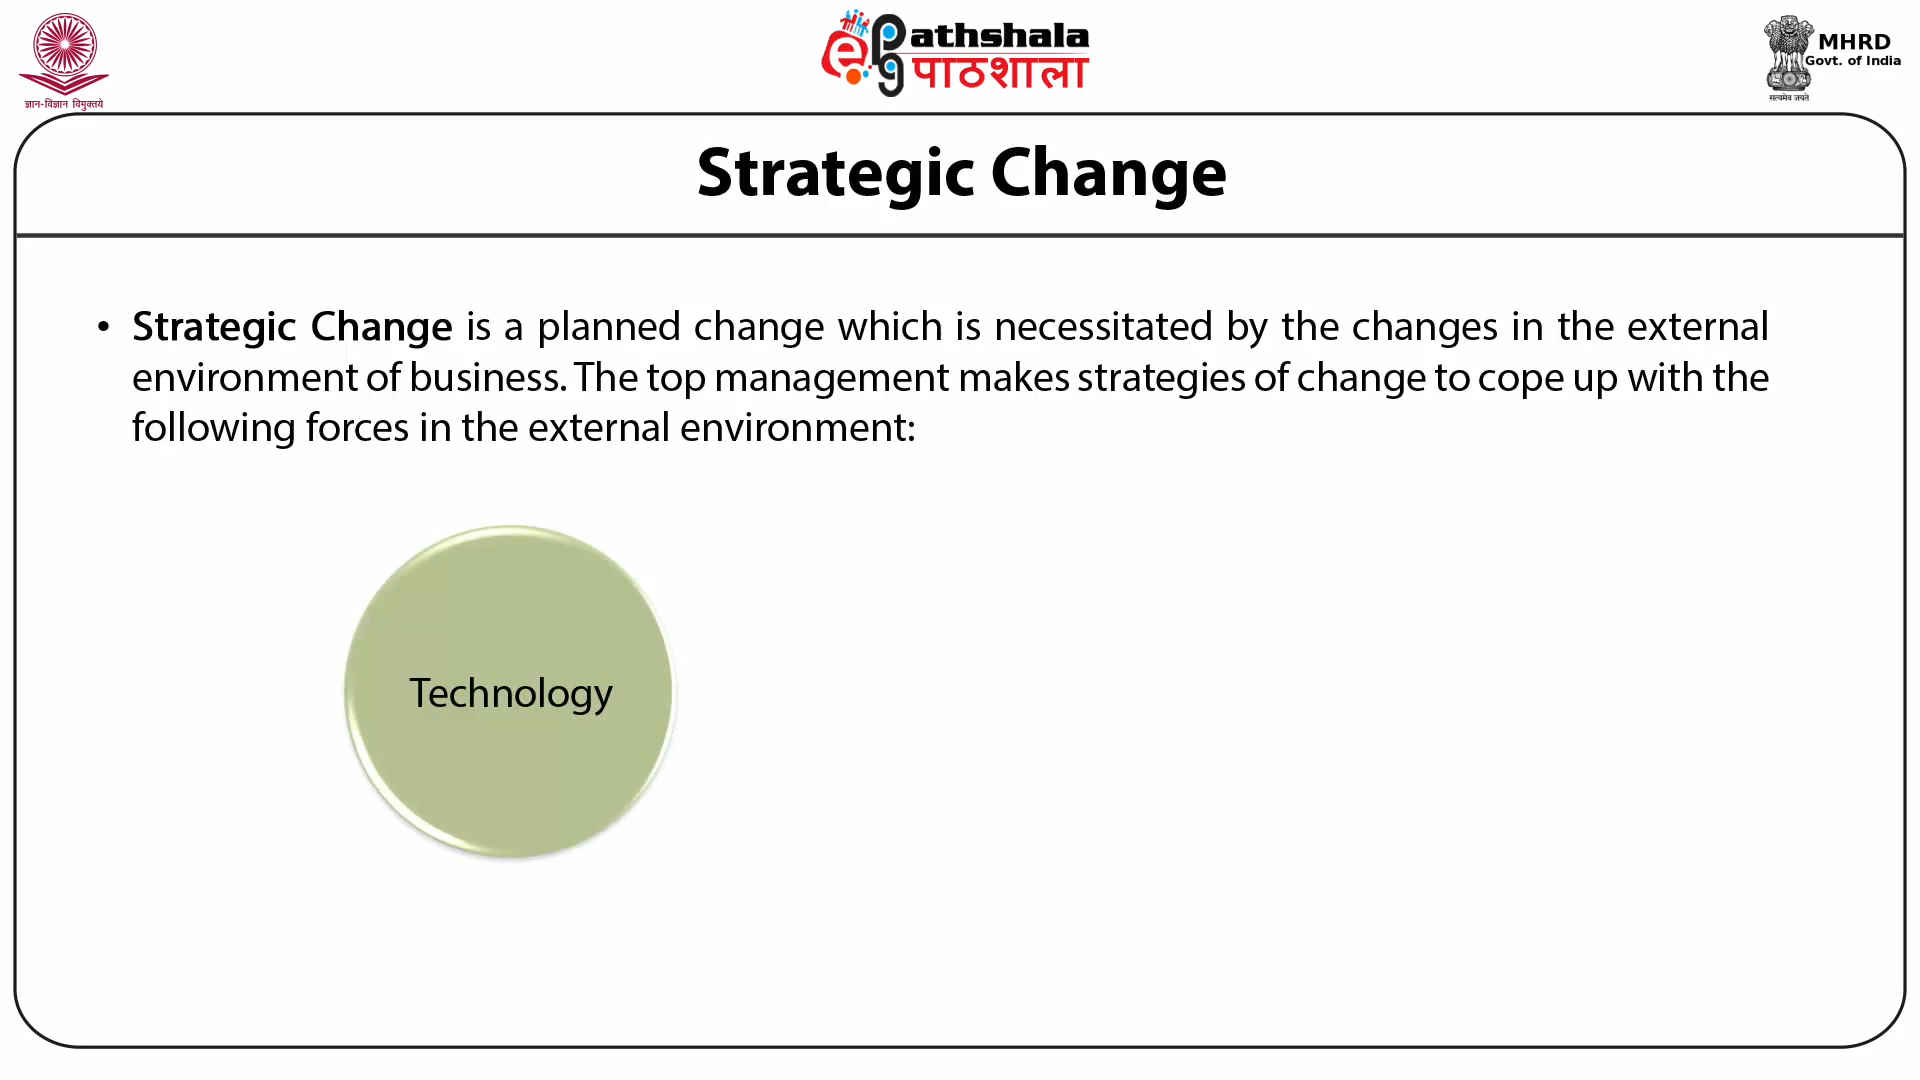 ज्ञान-विज्ञान विमुक्तये
ePG Pathshala
पाठशाला
MHRD
Govt. of India
सत्यमेव जयते
Strategic Change
• Strategic Change is a planned change which is necessitated by the changes in the external
environment of business. The top management makes strategies of change to cope up with the
following forces in the external environment:
Technology